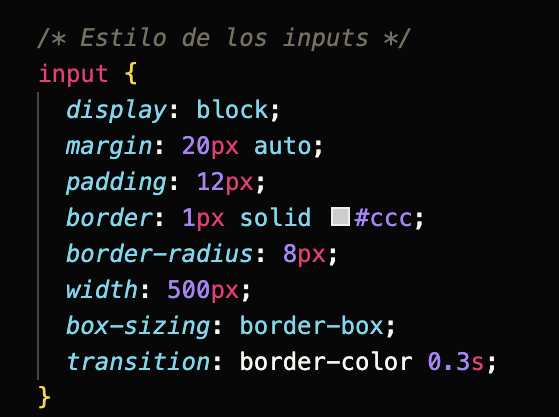 /* Estilo de los inputs */
input {
display: block;
margin: 20px auto;
padding: 12px;
border: 1px solid #ccc;
border-radius: 8px;
width: 500px;
box-sizing: border-box;
transition: border-color 0.3s;
}